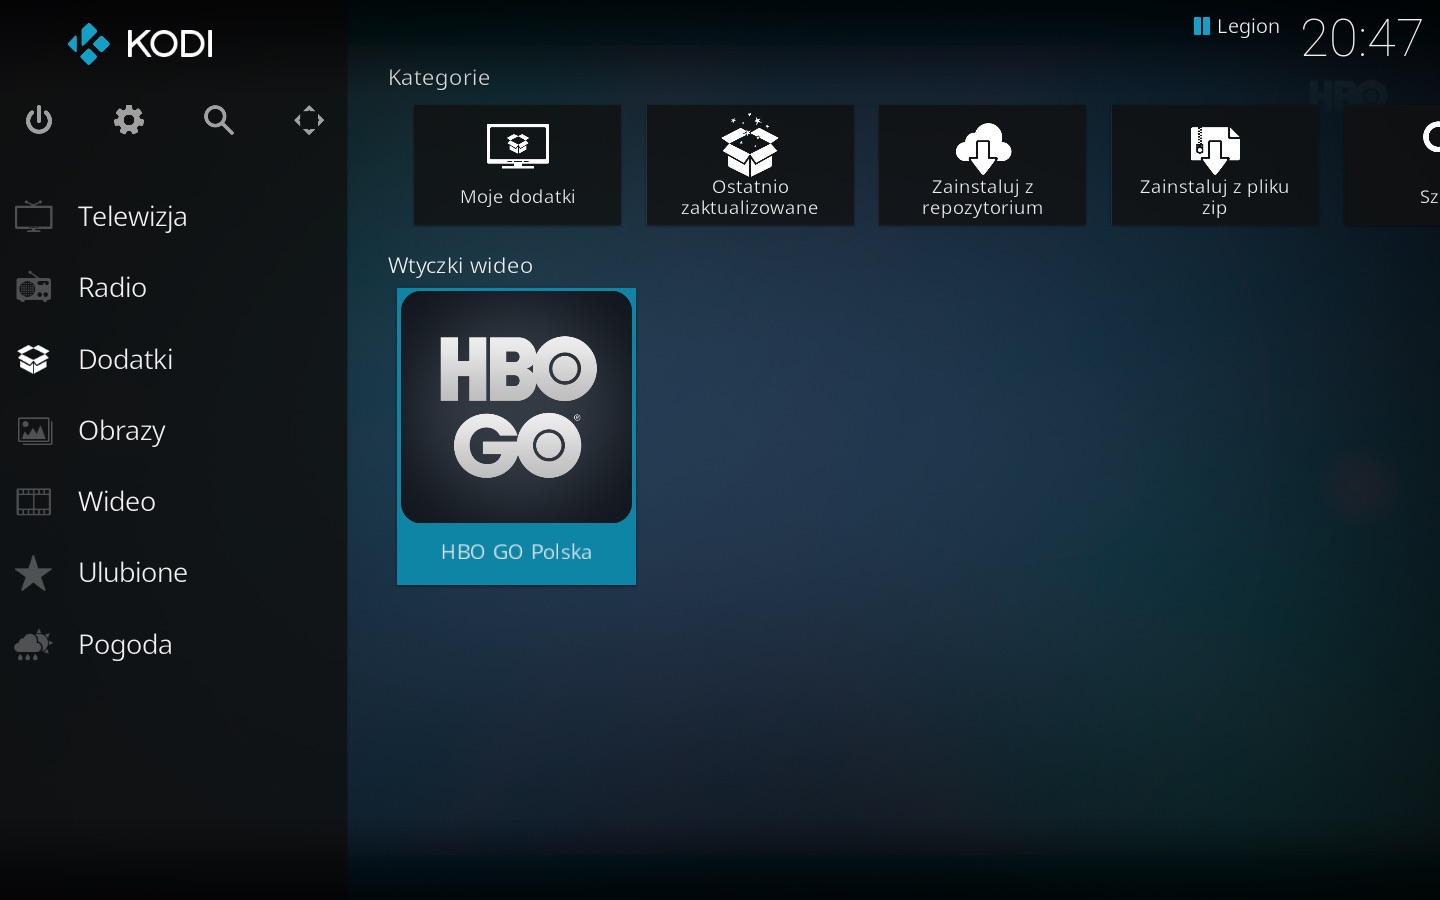 KODI
Legion
20:47
Kategorie
Moje dodatki
Ostatnio
zaktualizowane
Zainstaluj z
repozytorium
Zainstaluj z pliku
zip
Telewizja
Radio
Dodatki
Obrazy
Wideo
Ulubione
Pogoda
Wtyczki wideo
HBO
GO®
HBO GO Polska
HBO